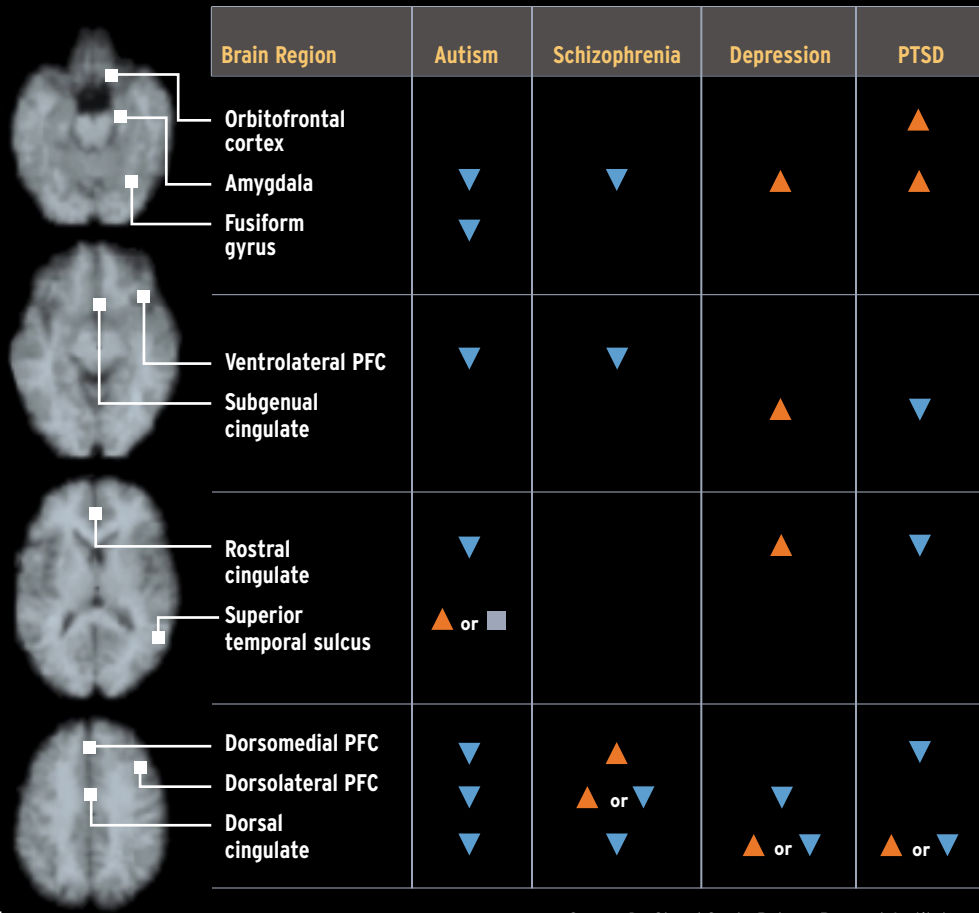 Brain Region Autism Schizophrenia Depression PTSD
Orbitofrontal
cortex
Amygdala
Fusiform
gyrus
Ventrolateral PFC
Subgenual
cingulate
Rostral
cingulate
Superior
temporal sulcus
or
Dorsomedial PFC
Dorsolateral PFC
or
Dorsal
cingulate
or or